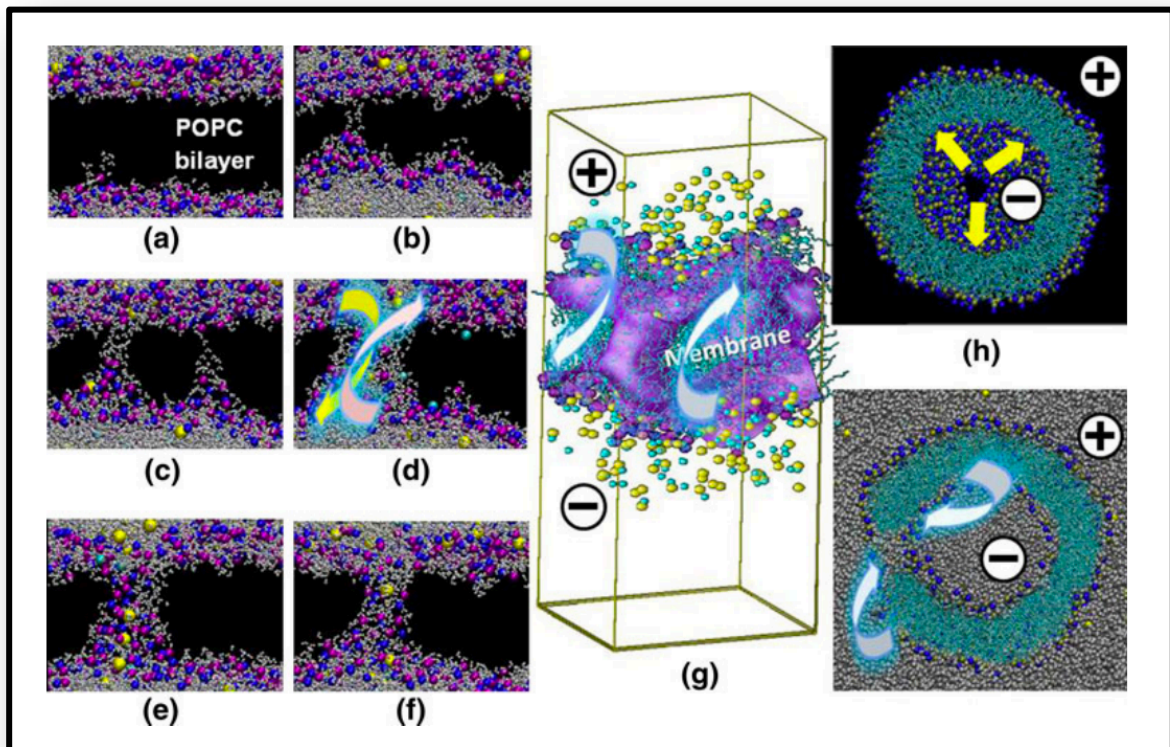 POPC
bilayer
(a)
(b)
(c)
(d)
(e)
(f)
+
Membrane
−
(g)
+
−
(h)
+
−